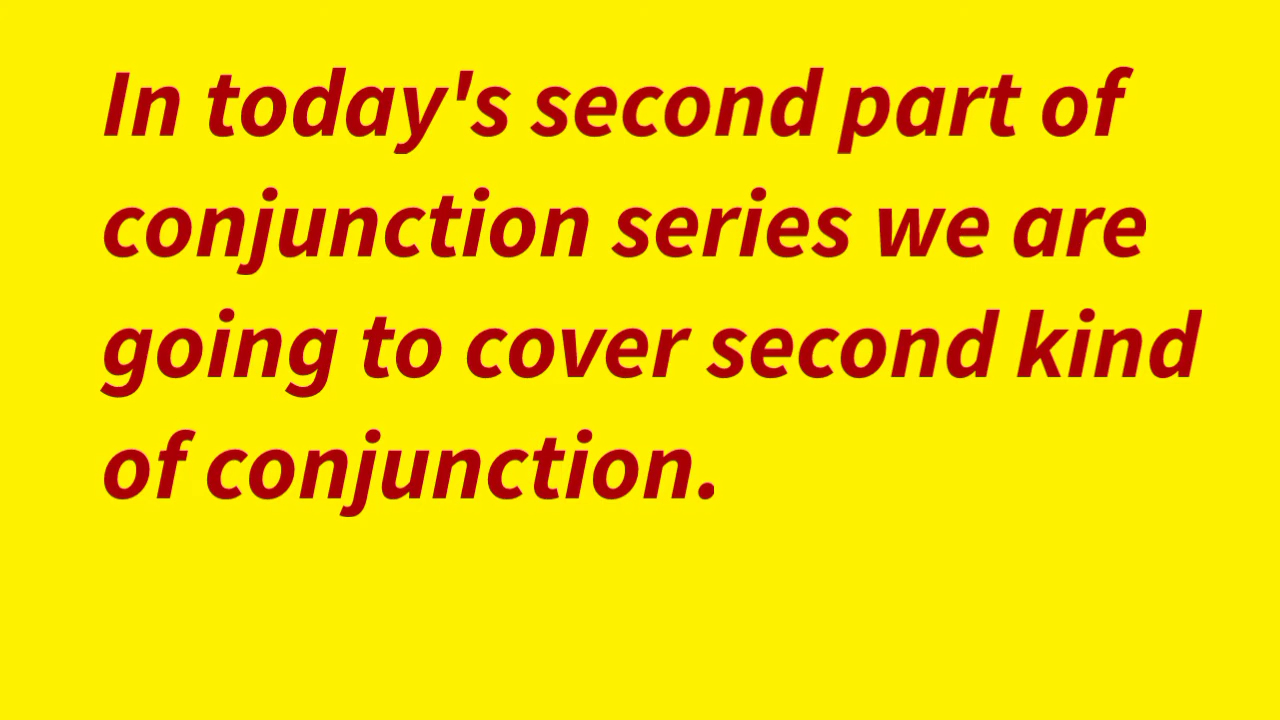 In today's second part of
conjunction series we are
going to cover second kind
of conjunction.